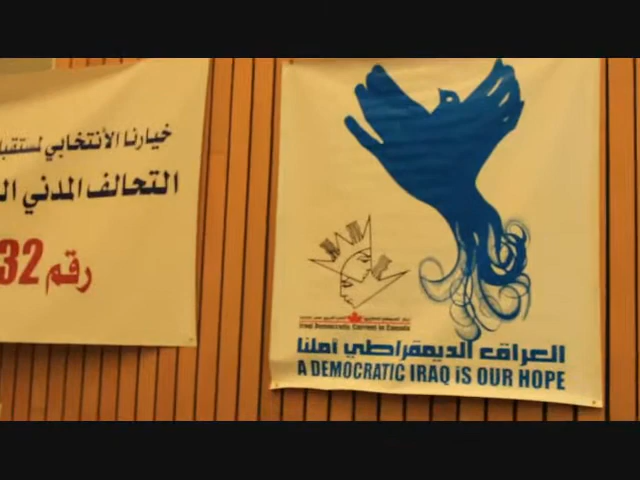 خيارنا الأنتخابي لمستقبل
التحالف المدني
رقم 232
Iraqi Democratic Current in Canada
العراق الديمقراطي أملنا
A DEMOCRATIC IRAQ iS OUR HOPE